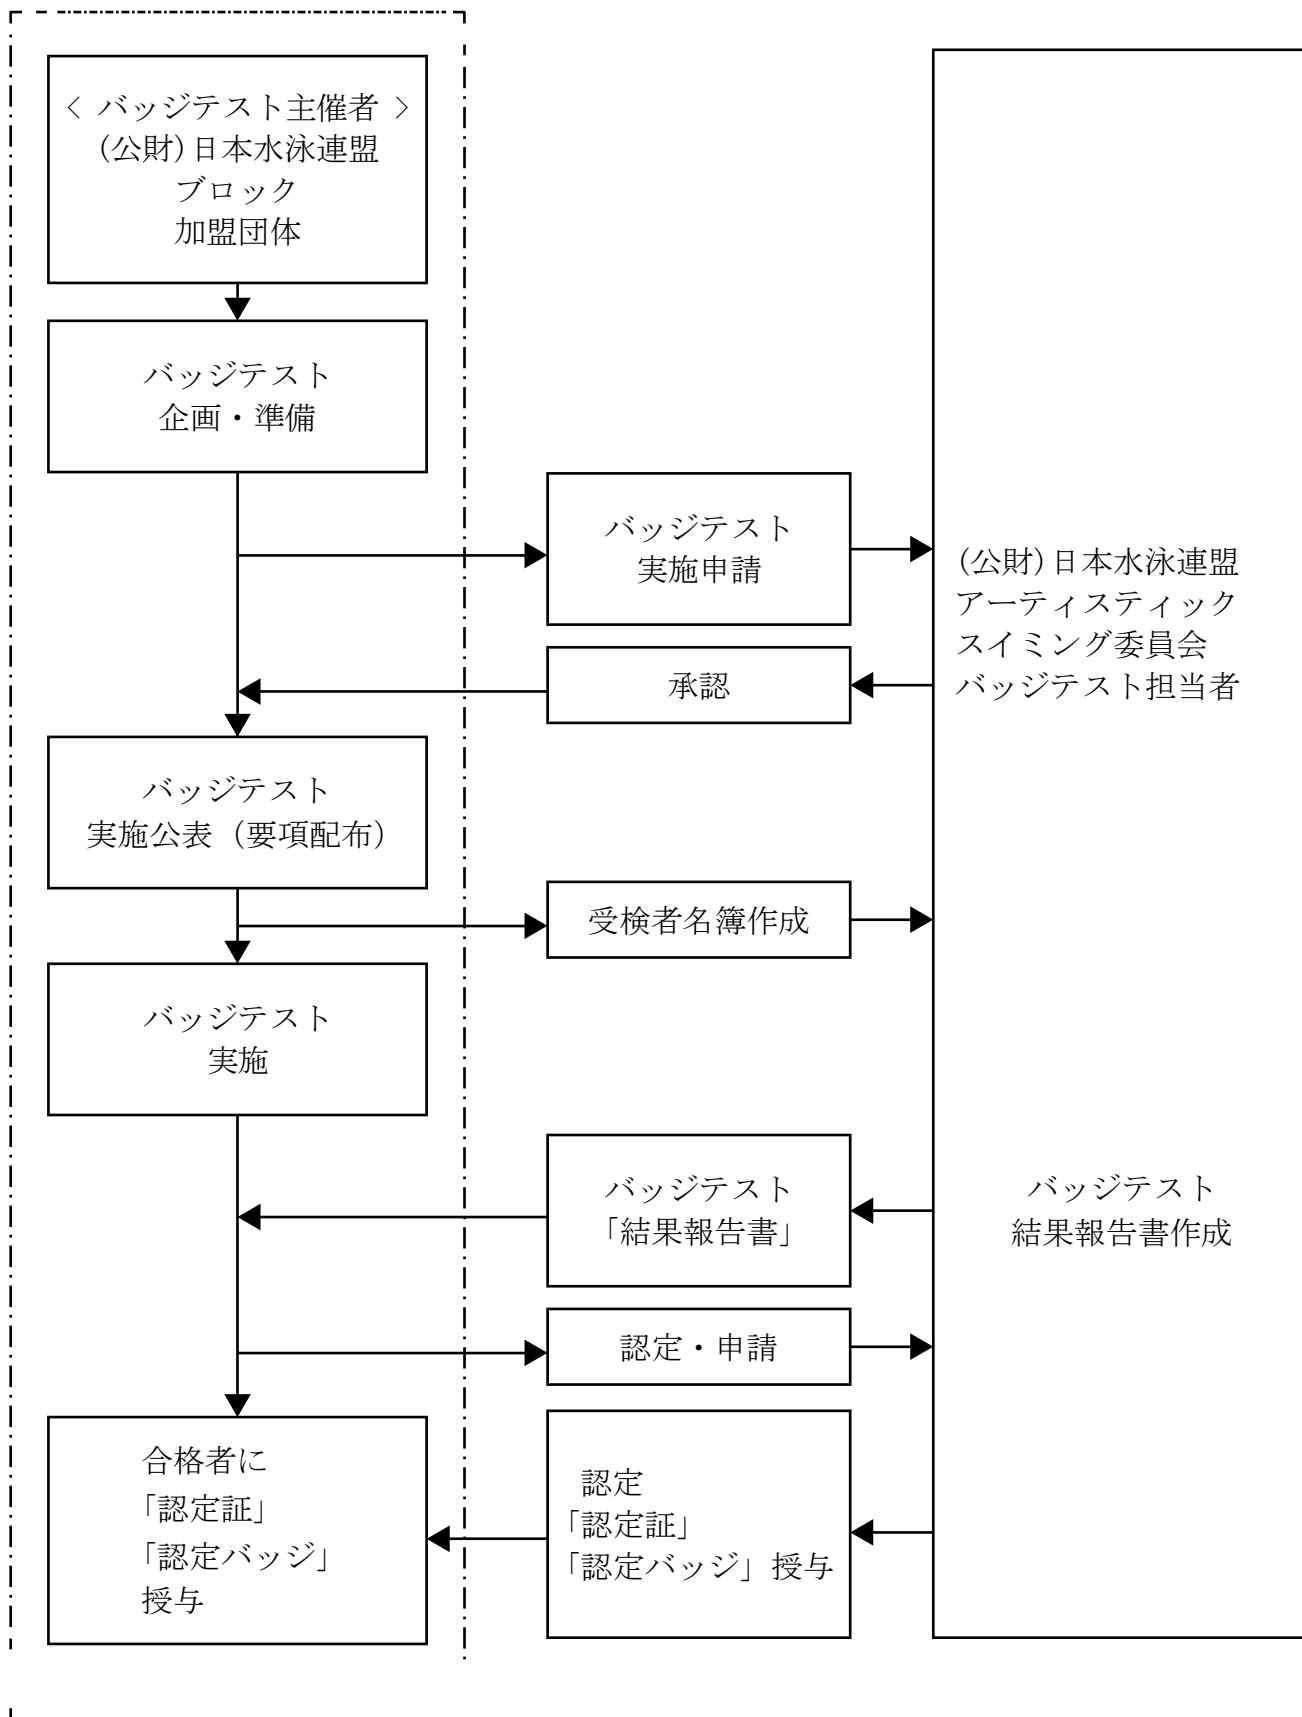 < バッジテスト主催者 >
(公財)日本水泳連盟
ブロック
加盟団体
バッジテスト
企画・準備
バッジテスト
実施申請
(公財)日本水泳連盟
アーティスティック
スイミング委員会
バッジテスト担当者
承認
バッジテスト
実施公表（要項配布）
受検者名簿作成
バッジテスト
実施
バッジテスト
「結果報告書」
バッジテスト
結果報告書作成
認定・申請
合格者に
「認定証」
「認定バッジ」
授与
認定
「認定証」
「認定バッジ」授与